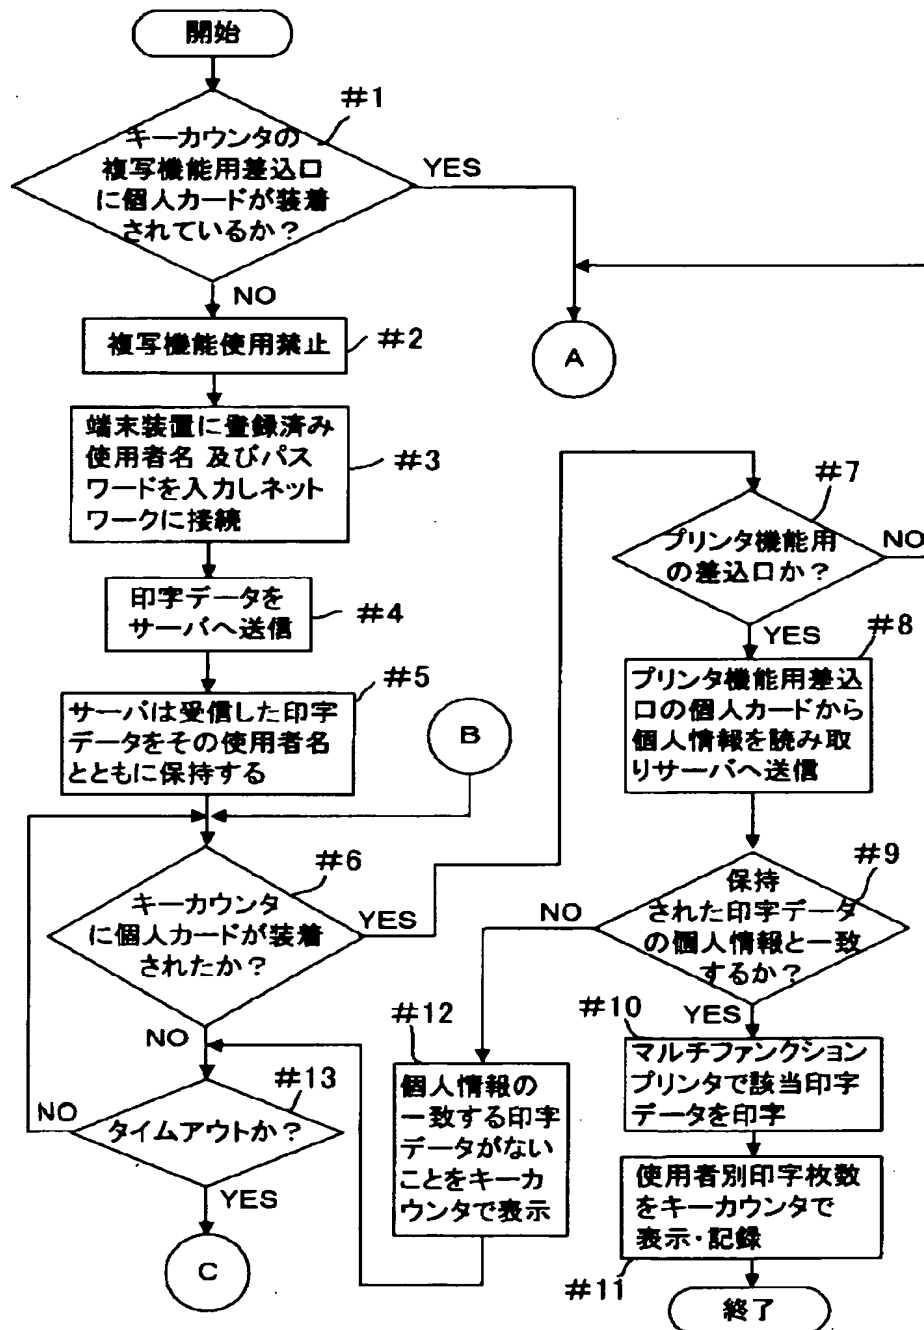 開始
#1
キーカウンタの
複写機能用差込口
に個人カードが装着
されているか？
YES
NO
複写機能使用禁止
#2
A
端末装置に登録済み
使用者名 及びパス
ワードを入力しネット
ワークに接続
#3
印字データを
サーバへ送信
#4
サーバは受信した印字
データをその使用者名
とともに保持する
#5
B
#6
キーカウンタ
に個人カードが装着
されたか？
YES
NO
#13
タイムアウトか？
NO
YES
C
#7
プリンタ機能用
の差込口か？
NO
YES
#8
プリンタ機能用差込
口の個人カードから
個人情報を読み取
りサーバへ送信
#9
保持
された印字データ
の個人情報と一致
するか？
NO
YES
#12
個人情報の
一致する印字
データがない
ことをキーカ
ウンタで表示
#10
マルチファンクション
プリンタで該当印字
データを印字
使用者別印字枚数
をキーカウンタで
表示・記録
#11
終了